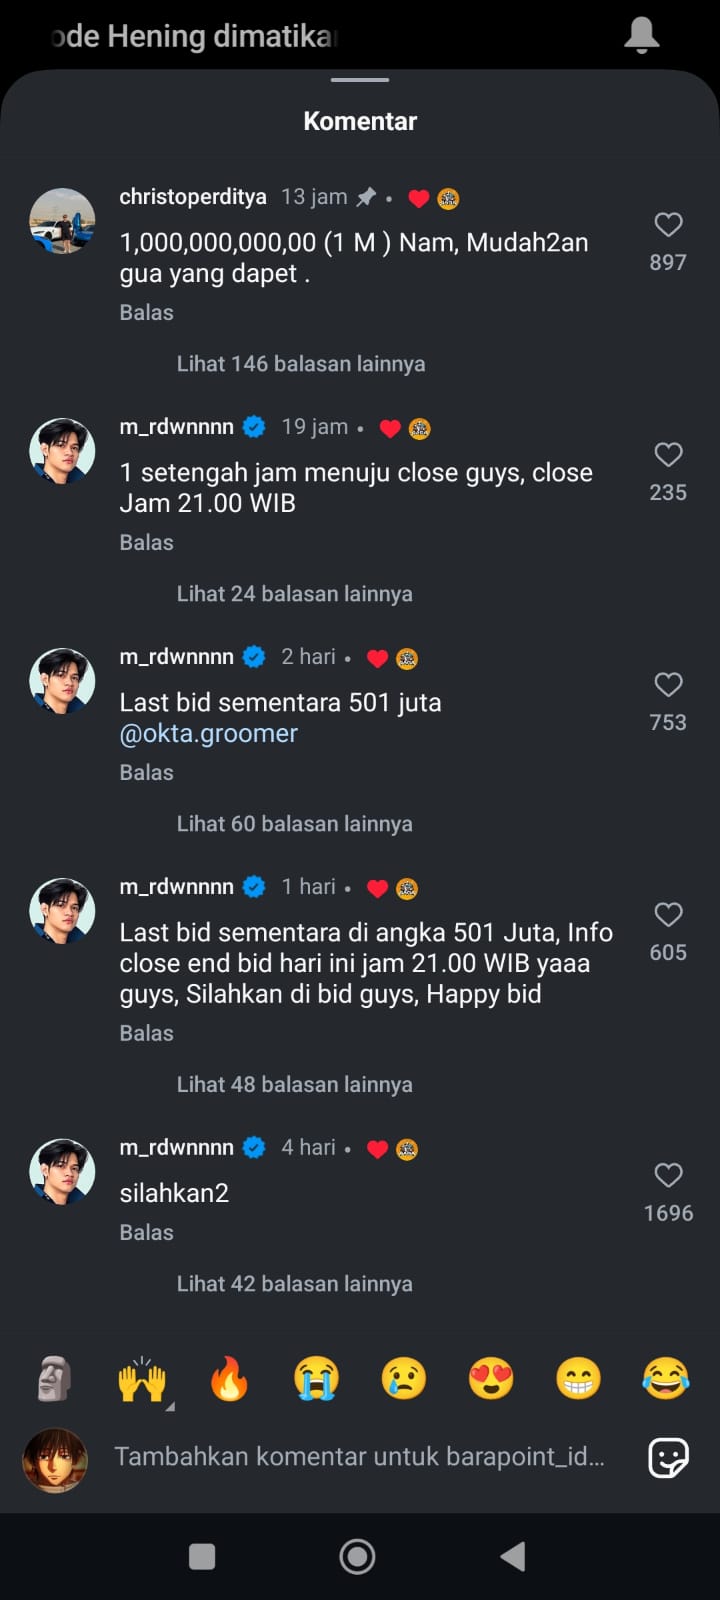 ode Hening dimatika
Komentar
christoperditya 13 jam
1,000,000,000,00 (1 M ) Nam, Mudah2an
gua yang dapet .
897
Balas
Lihat 146 balasan lainnya
m_rdwnnnn 19 jam
1 setengah jam menuju close guys, close
Jam 21.00 WIB
235
Balas
Lihat 24 balasan lainnya
m_rdwnnnn 2 hari
Last bid sementara 501 juta
@okta.groomer
753
Balas
Lihat 60 balasan lainnya
m_rdwnnnn 1 hari
Last bid sementara di angka 501 Juta, Info
close end bid hari ini jam 21.00 WIB yaaa
guys, Silahkan di bid guys, Happy bid
605
Balas
Lihat 48 balasan lainnya
m_rdwnnnn 4 hari
silahkan2
1696
Balas
Lihat 42 balasan lainnya
Tambahkan komentar untuk barapoint_id...